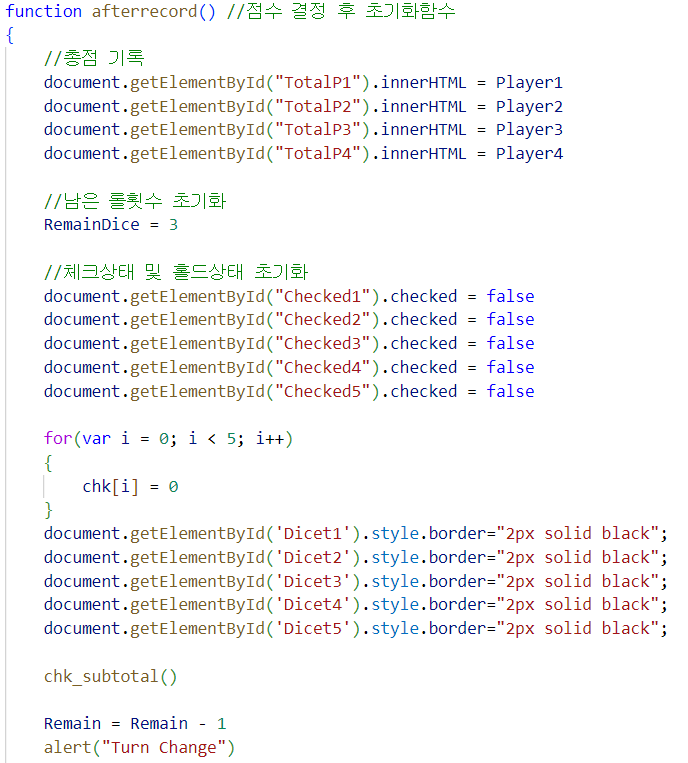 function afterrecord() //점수 결정 후 초기화함수
{
    //총점 기록
    document.getElementById("TotalP1").innerHTML = Player1
    document.getElementById("TotalP2").innerHTML = Player2
    document.getElementById("TotalP3").innerHTML = Player3
    document.getElementById("TotalP4").innerHTML = Player4
    //남은 롤횟수 초기화
    RemainDice = 3
    //체크상태 및 홀드상태 초기화
    document.getElementById("Checked1").checked = false
    document.getElementById("Checked2").checked = false
    document.getElementById("Checked3").checked = false
    document.getElementById("Checked4").checked = false
    document.getElementById("Checked5").checked = false
    for(var i = 0; i < 5; i++)
    {
        chk[i] = 0
    }
    document.getElementById('Dicet1').style.border="2px solid black";
    document.getElementById('Dicet2').style.border="2px solid black";
    document.getElementById('Dicet3').style.border="2px solid black";
    document.getElementById('Dicet4').style.border="2px solid black";
    document.getElementById('Dicet5').style.border="2px solid black";
    chk_subtotal()
    Remain = Remain - 1
    alert("Turn Change")